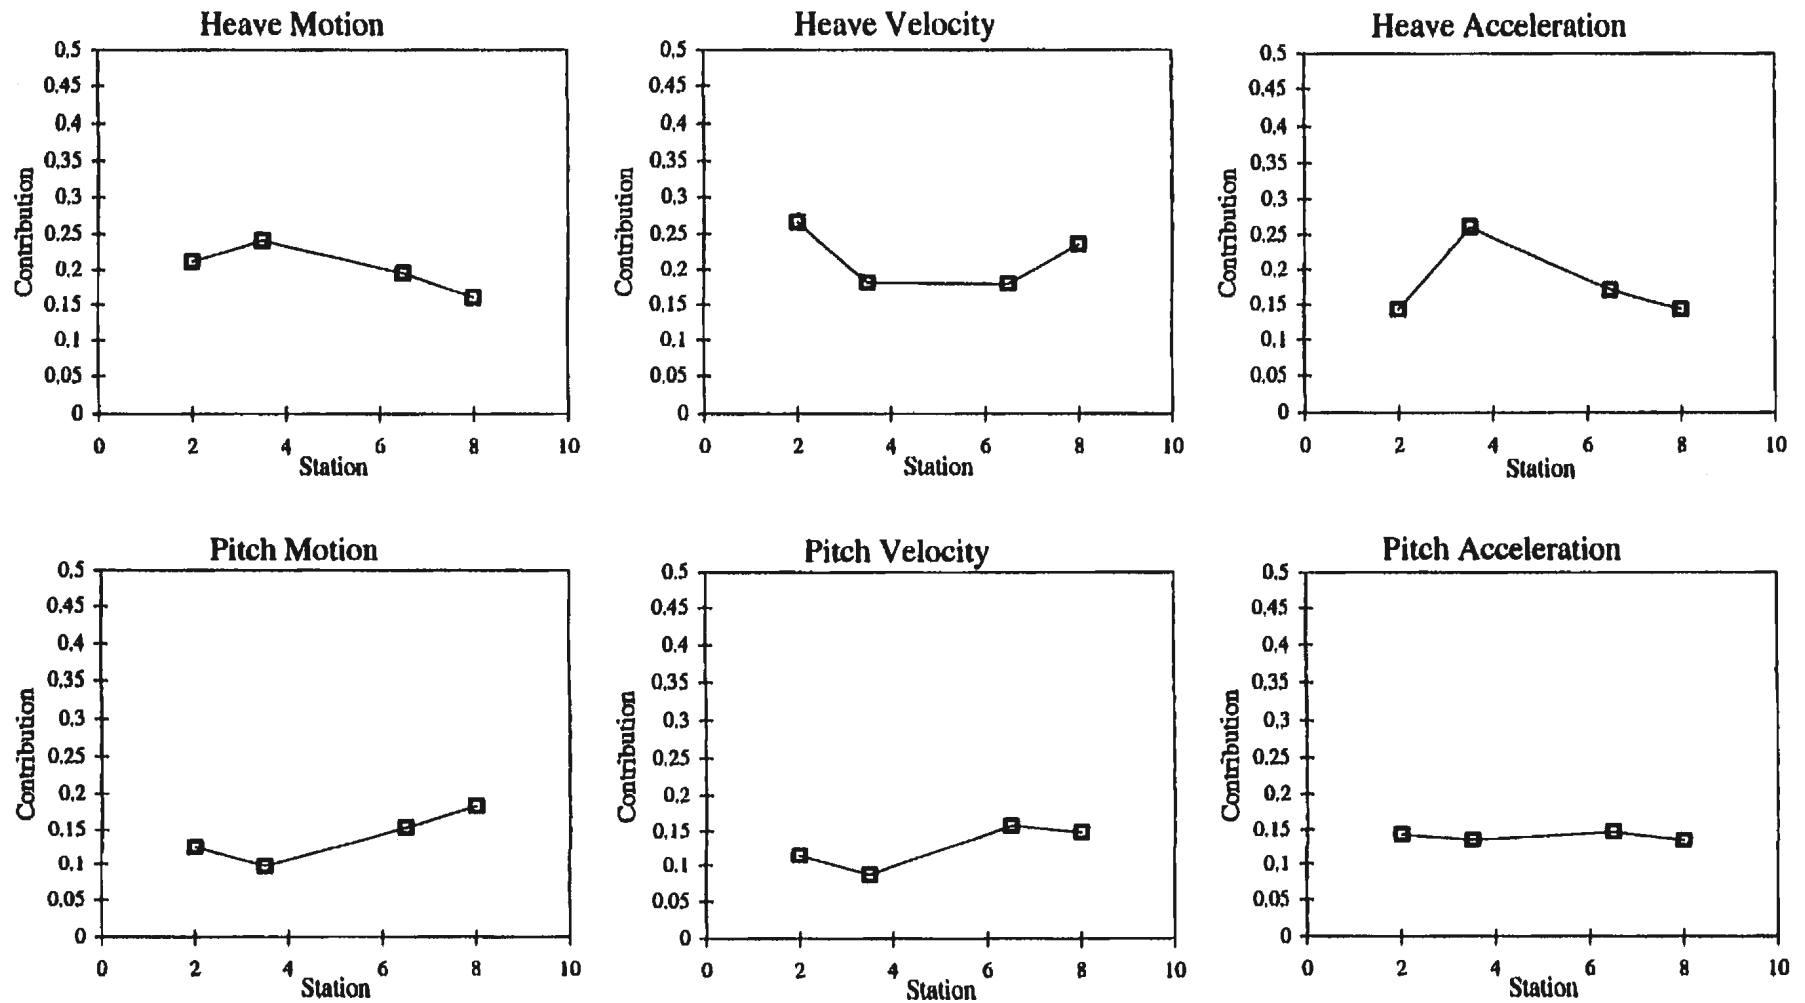 Heave Motion
0,5
0,45
0,4
0,35
0,3
0,25
0,2
0,15
0,1
0,05
0
Contribution
0 2 4 6 8 10
Station
Heave Velocity
0,5
0,45
0,4
0,35
0,3
0,25
0,2
0,15
0,1
0,05
0
Contribution
0 2 4 6 8 10
Station
Heave Acceleration
0,5
0,45
0,4
0,35
0,3
0,25
0,2
0,15
0,1
0,05
0
Contribution
0 2 4 6 8 10
Station
Pitch Motion
0,5
0,45
0,4
0,35
0,3
0,25
0,2
0,15
0,1
0,05
0
Contribution
0 2 4 6 8 10
Station
Pitch Velocity
0,5
0,45
0,4
0,35
0,3
0,25
0,2
0,15
0,1
0,05
0
Contribution
0 2 4 6 8 10
Station
Pitch Acceleration
0,5
0,45
0,4
0,35
0,3
0,25
0,2
0,15
0,1
0,05
0
Contribution
0 2 4 6 8 10
Station